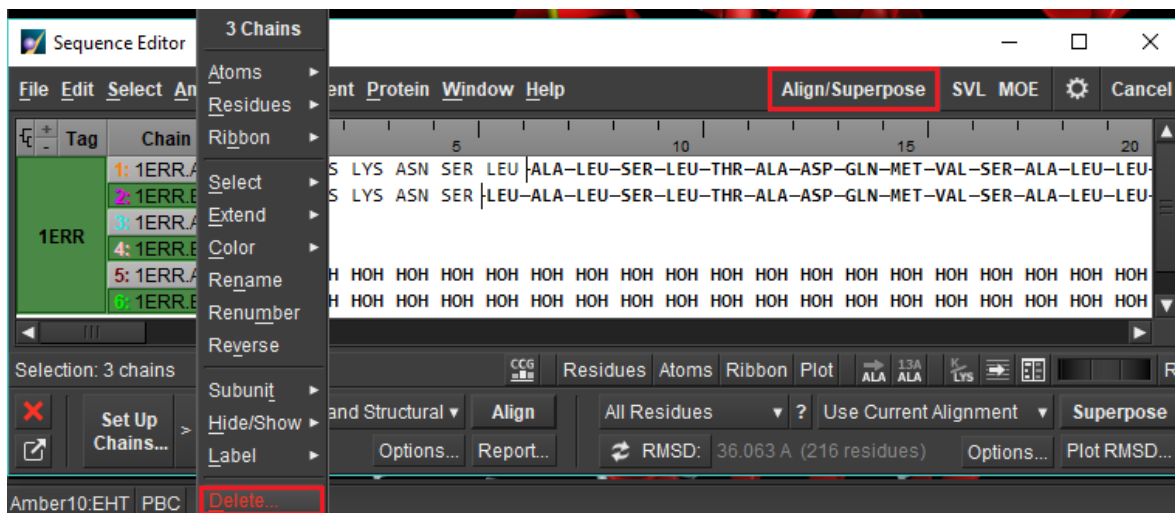 Sequence Editor
3 Chains
File Edit Select An ent Protein Window Help Align/Superpose SVL MOE Cancel
Atoms
Residues
Ribbon
Select
Extend
Color
Rename
Renumber
Reverse
Subunit
Hide/Show
Label
Delete...
Tag Chain 5 10 15 20
1ERR
1: 1ERR.A S LYS ASN SER LEU ALA-LEU-SER-LEU-THR-ALA-ASP-GLN-MET-VAL-SER-ALA-LEU-LEU-
2: 1ERR.B S LYS ASN SER LEU-ALA-LEU-SER-LEU-THR-ALA-ASP-GLN-MET-VAL-SER-ALA-LEU-LEU-
3: 1ERR.A
4: 1ERR.B
5: 1ERR.A H HOH HOH HOH HOH HOH HOH HOH HOH HOH HOH HOH HOH HOH HOH HOH HOH HOH HOH
6: 1ERR.B H HOH HOH HOH HOH HOH HOH HOH HOH HOH HOH HOH HOH HOH HOH HOH HOH HOH HOH
Selection: 3 chains CCG Residues Atoms Ribbon Plot ALA 13A ALA K LYS R
Set Up Chains... > and Structural Align All Residues ? Use Current Alignment Superpose
Options... Report... RMSD: 36.063 A (216 residues) Options... Plot RMSD...
Amber10:EHT PBC